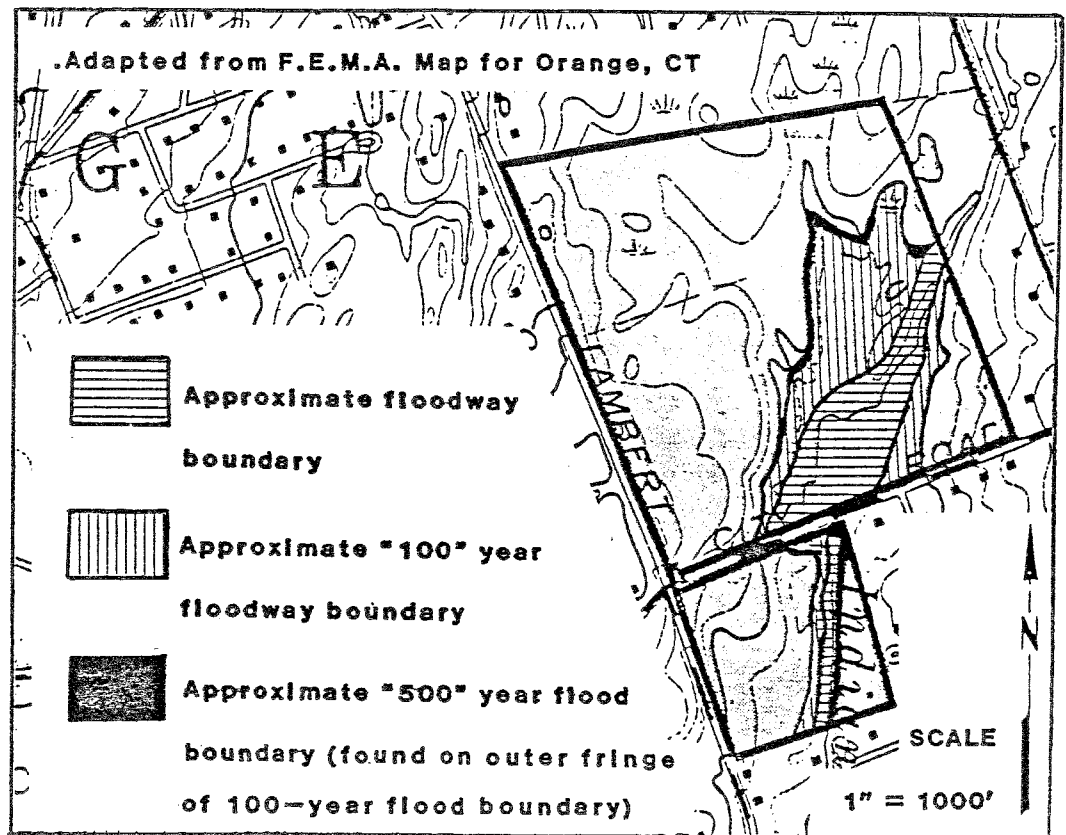 .Adapted from F.E.M.A. Map for Orange, CT
G E
LAMBERT
Approximate floodway
boundary
Approximate "100" year
floodway boundary
Approximate "500" year flood
boundary (found on outer fringe
of 100-year flood boundary)
Indian
N
SCALE
1" = 1000'